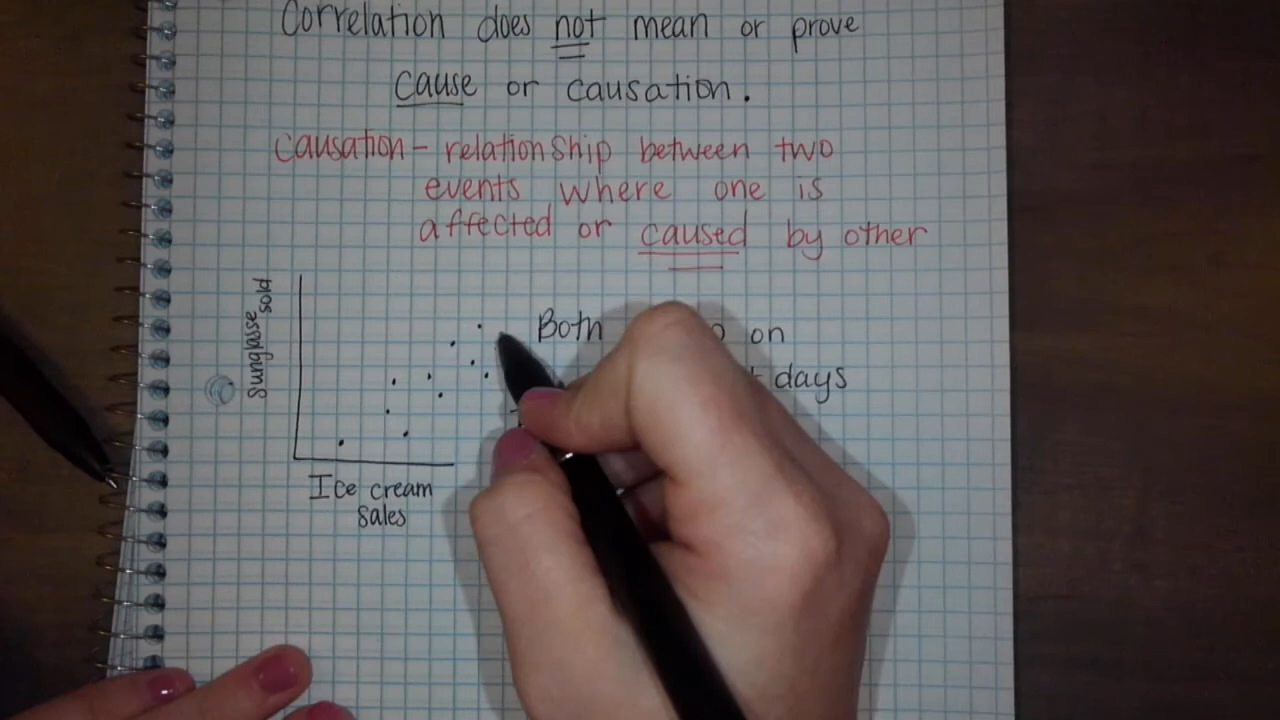 Correlation does not mean or prove
cause or causation.
causation - relationship between two
events where one is
affected or caused by other
Sunglasse
sold
Both on
days
Ice cream
sales